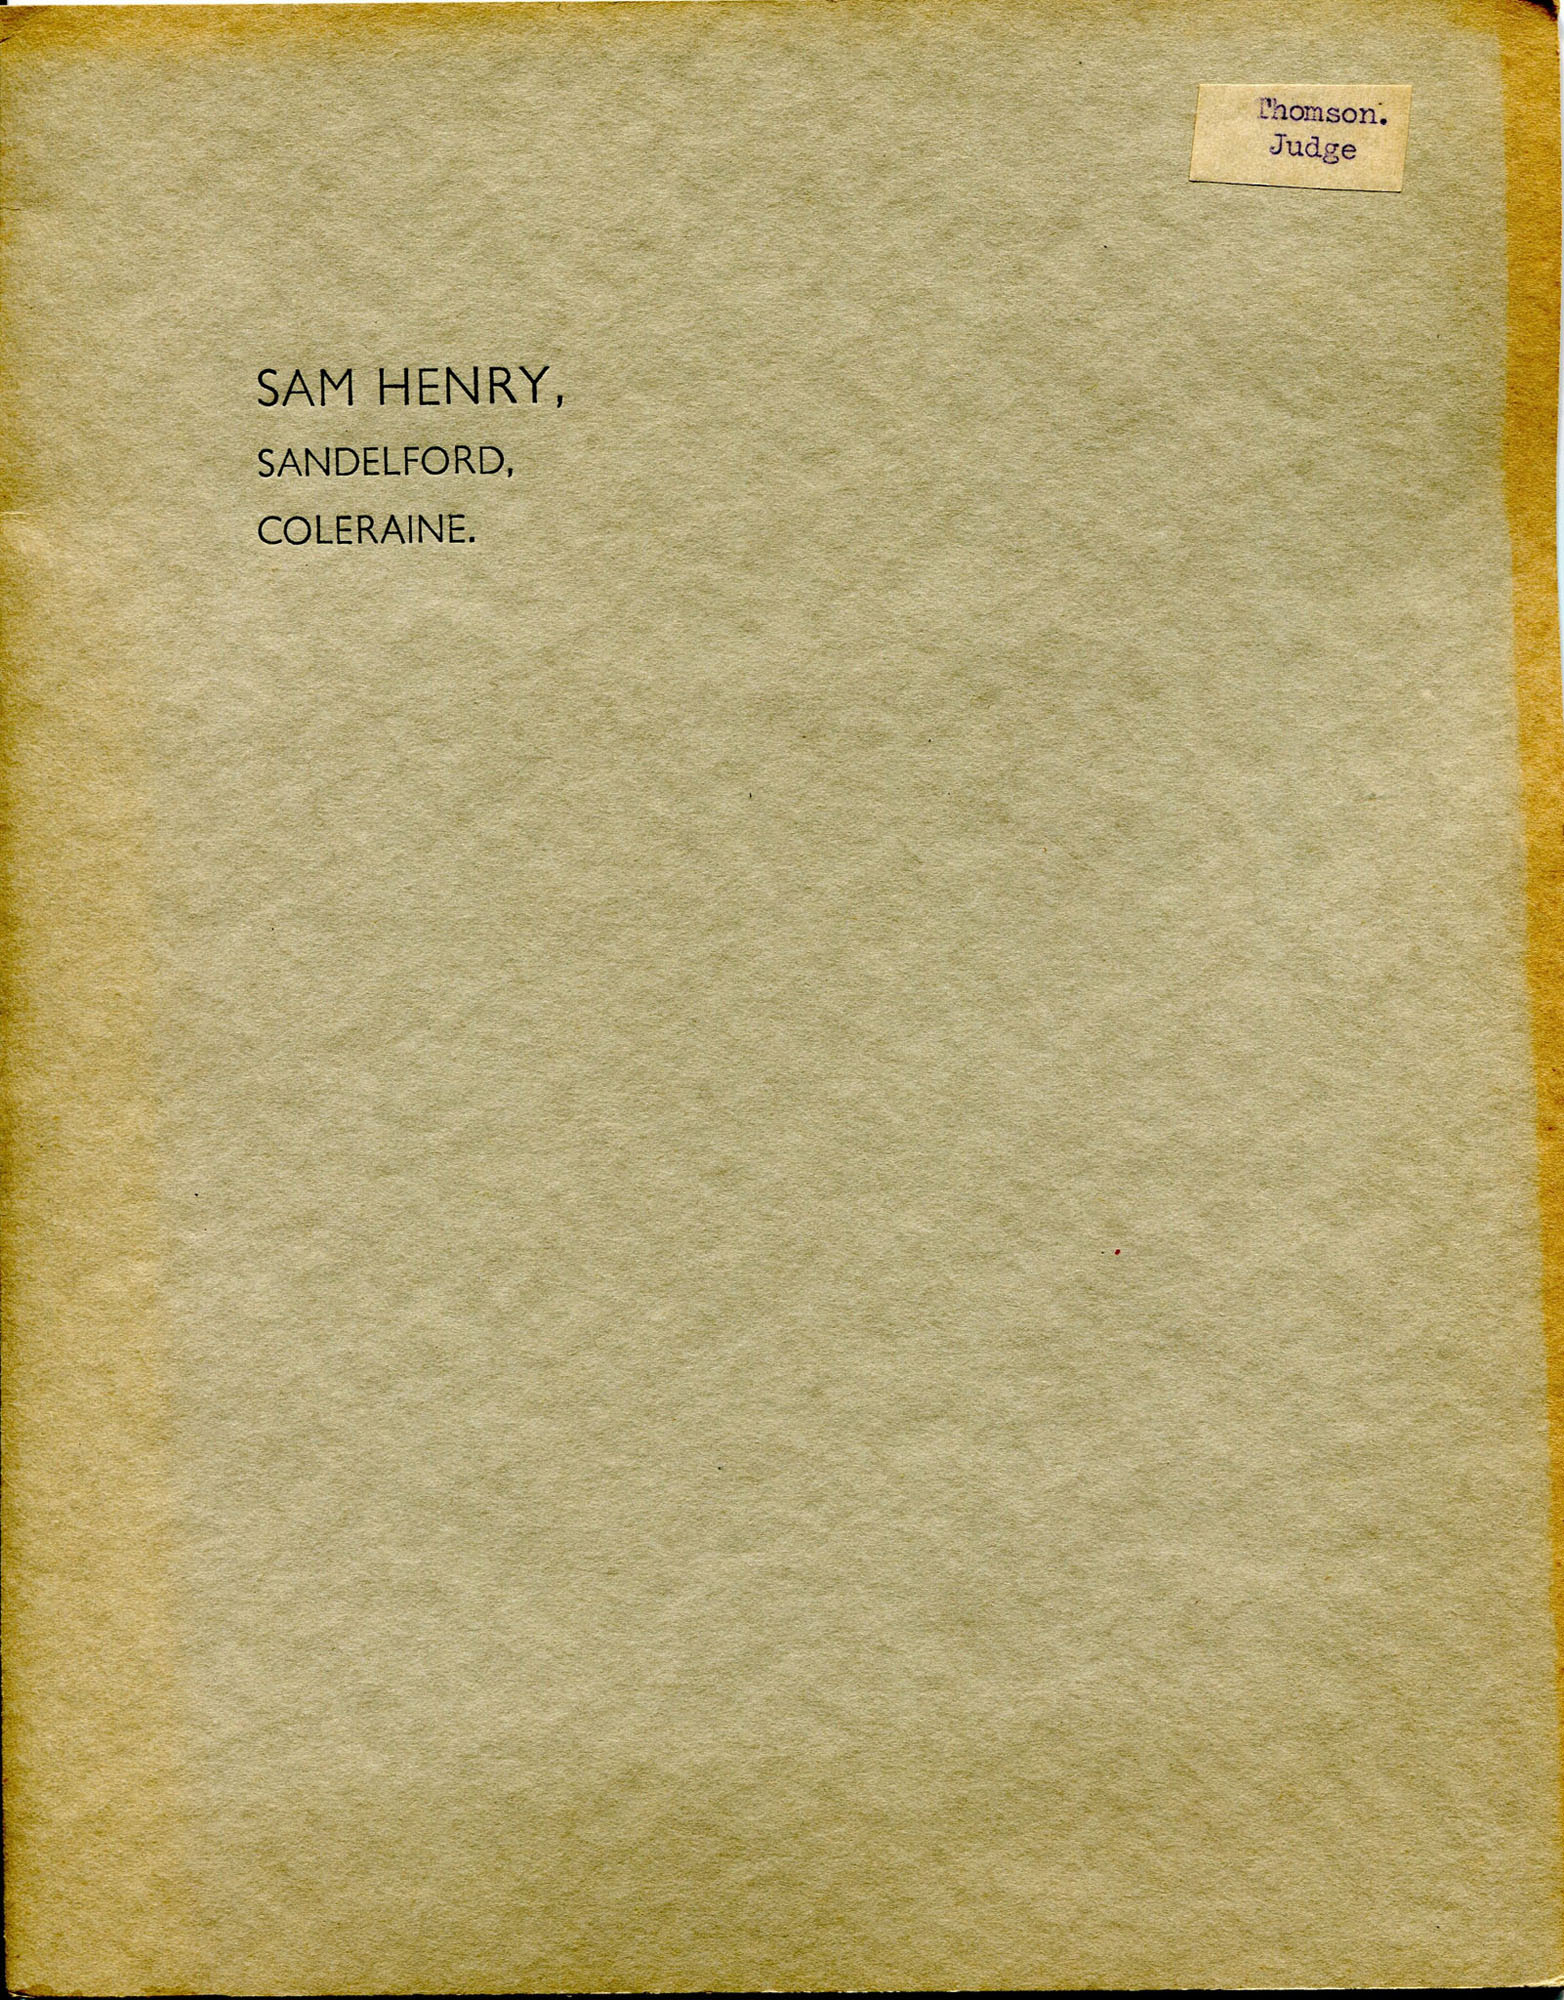 Thomson.
Judge
SAM HENRY,
SANDELFORD,
COLERAINE.